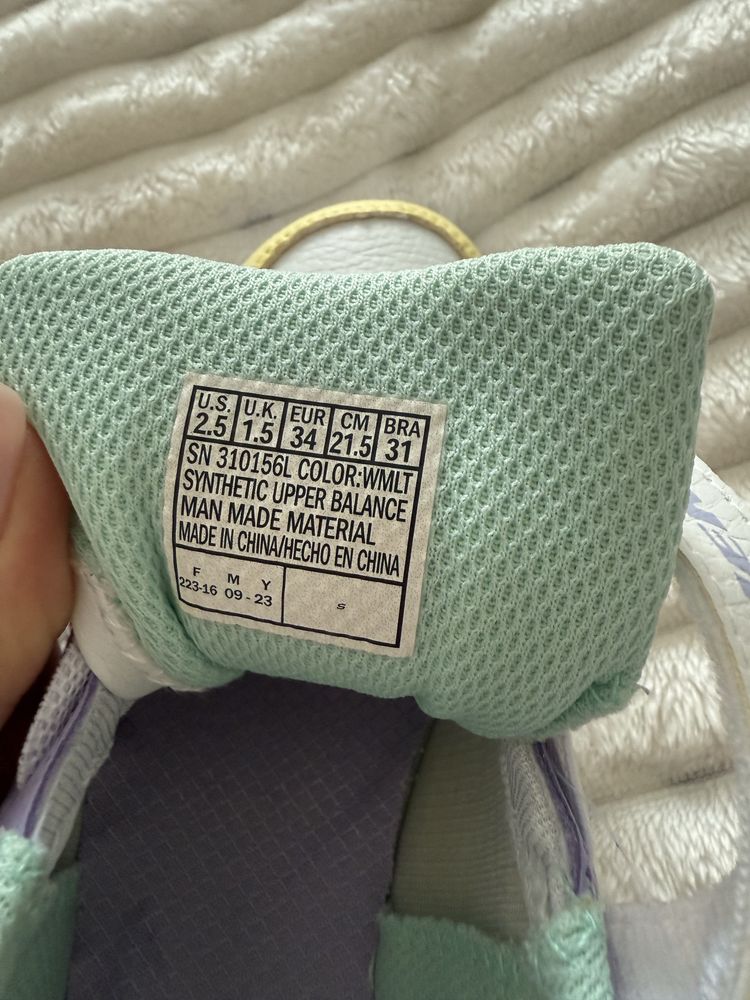 U.S. U.K. EUR CM BRA
2.5 1.5 34 21.5 31
SN 310156L COLOR:WMLT
SYNTHETIC UPPER BALANCE
MAN MADE MATERIAL
MADE IN CHINA/HECHO EN CHINA
F M Y
223-16 09 - 23
S